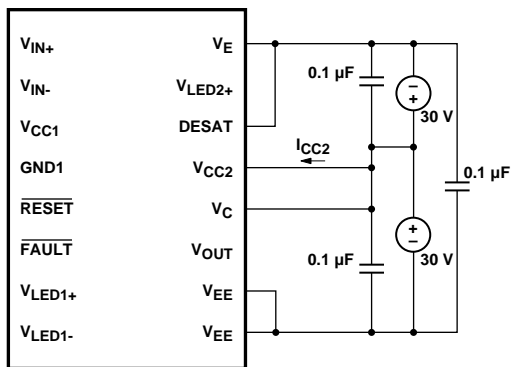 VIN+ VE
VIN- VLED2+
VCC1 DESAT
GND1 VCC2
RESET VC
FAULT VOUT
VLED1+ VEE
VLED1- VEE
0.1 µF
− +
30 V
ICC2
0.1 µF
+ −
0.1 µF
30 V